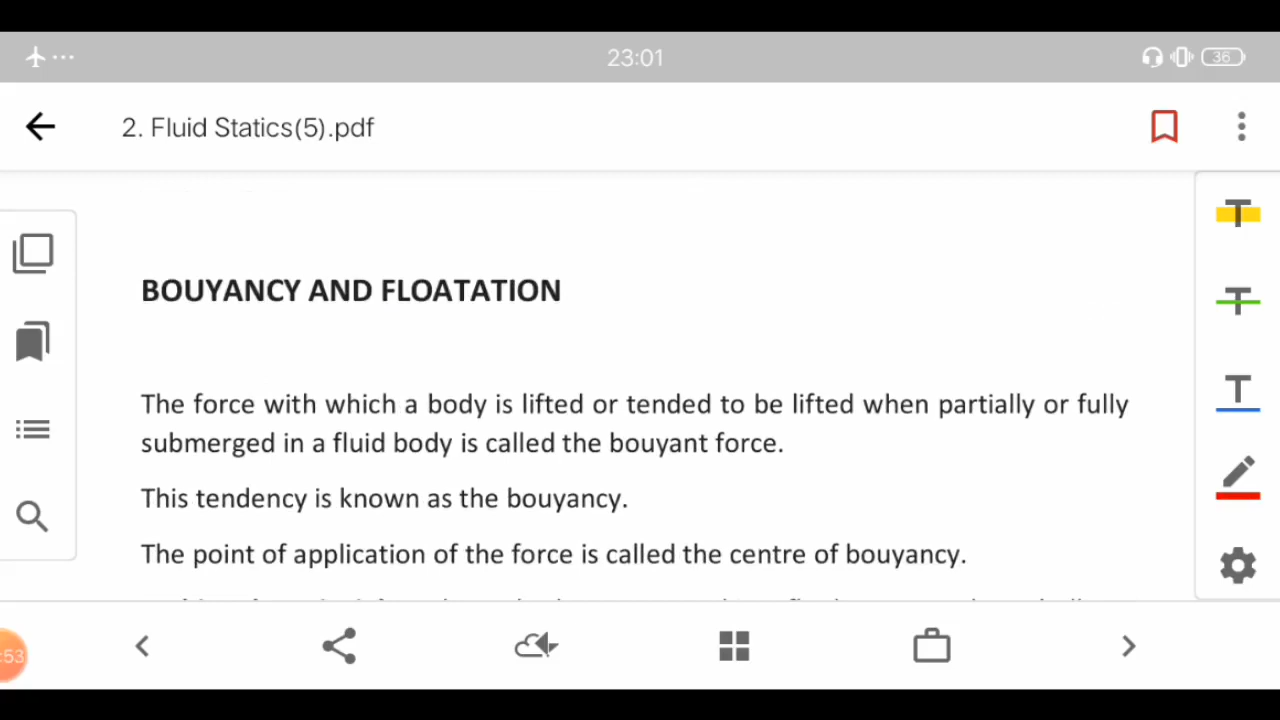 23:01
36
2. Fluid Statics(5).pdf
BOUYANCY AND FLOATATION
The force with which a body is lifted or tended to be lifted when partially or fully
submerged in a fluid body is called the bouyant force.
This tendency is known as the bouyancy.
The point of application of the force is called the centre of bouyancy.
:53